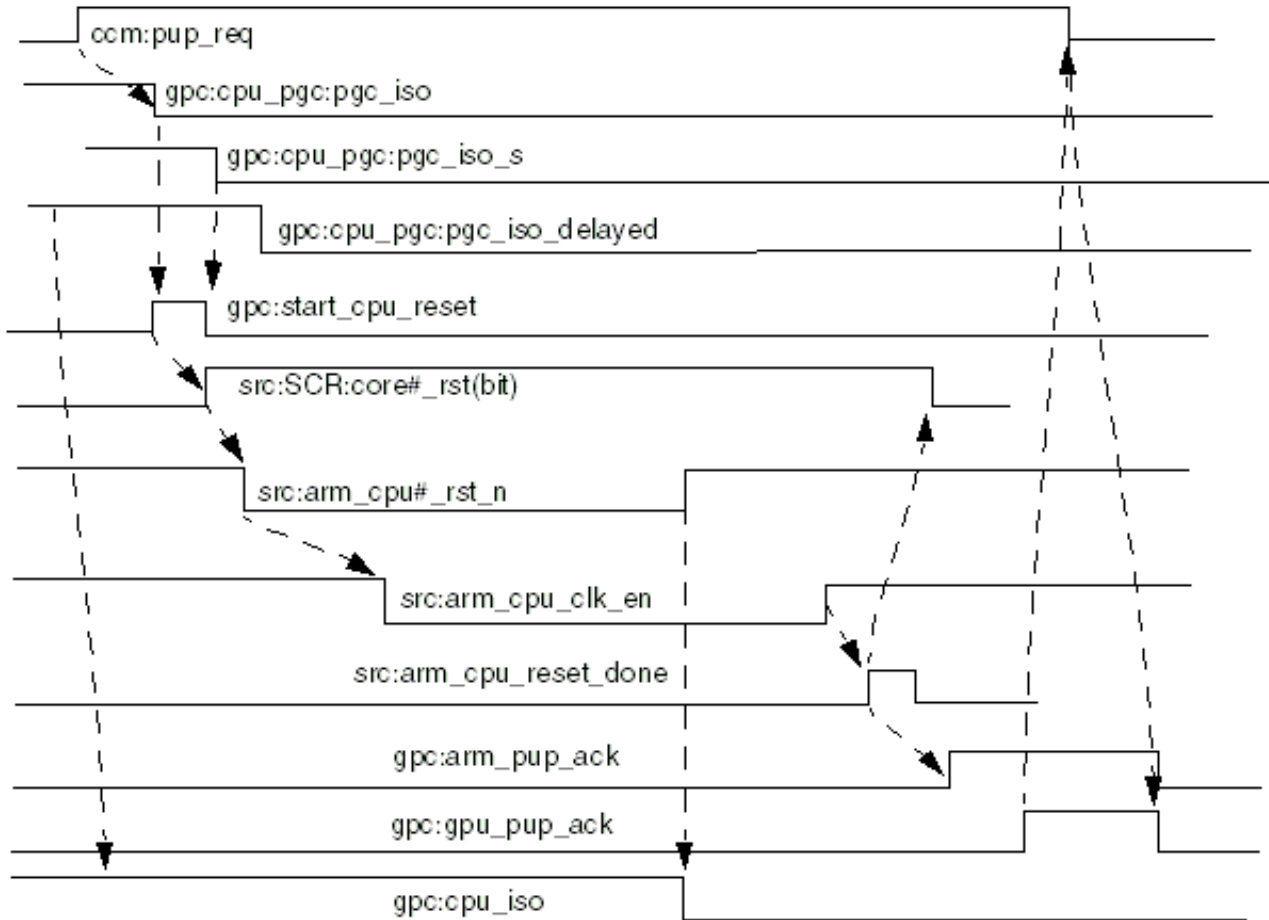 ccm:pup_req
gpc:cpu_pgc:pgc_iso
gpc:cpu_pgc:pgc_iso_s
gpc:cpu_pgc:pgc_iso_delayed
gpc:start_cpu_reset
src:SCR:core#_rst(bit)
src:arm_cpu#_rst_n
src:arm_cpu_clk_en
src:arm_cpu_reset_done
gpc:arm_pup_ack
gpc:gpu_pup_ack
gpc:cpu_iso